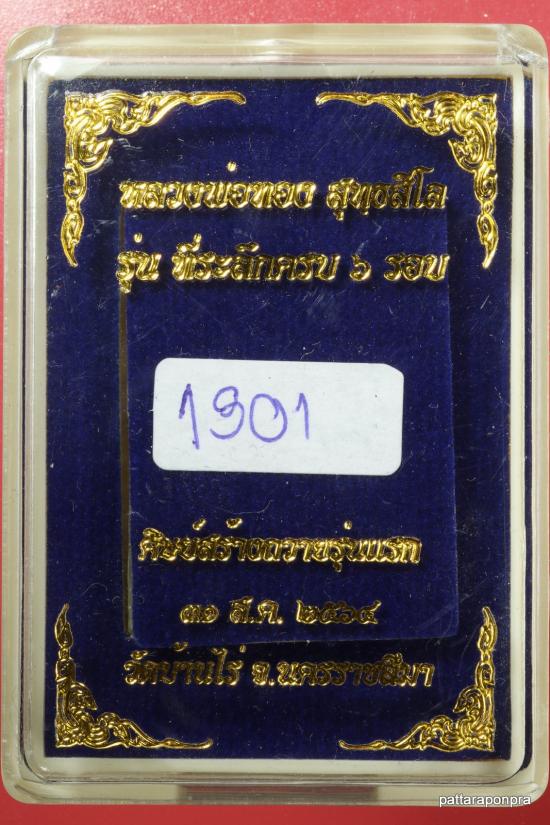 หลวงพ่อทอง สุทธสีโล
รุ่น ที่ระลึกครบ ๖ รอบ
1901
ศิษย์สร้างถวายรุ่นแรก
๓๑ ส.ค. ๒๕๖๔
วัดบ้านไร่ จ.นครราชสีมา
pattaraponpra